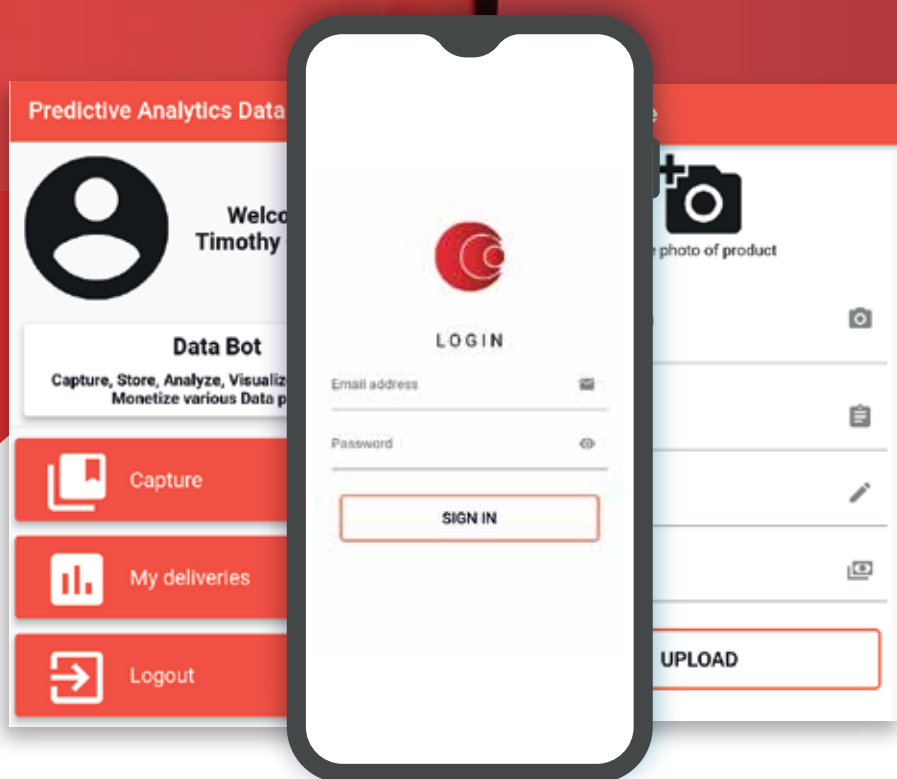 Predictive Analytics Data
Welco
Timothy
Data Bot
Capture, Store, Analyze, Visualiz
Monetize various Data p
Capture
My deliveries
Logout
LOGIN
Email address
Password
SIGN IN
e
photo of product
UPLOAD